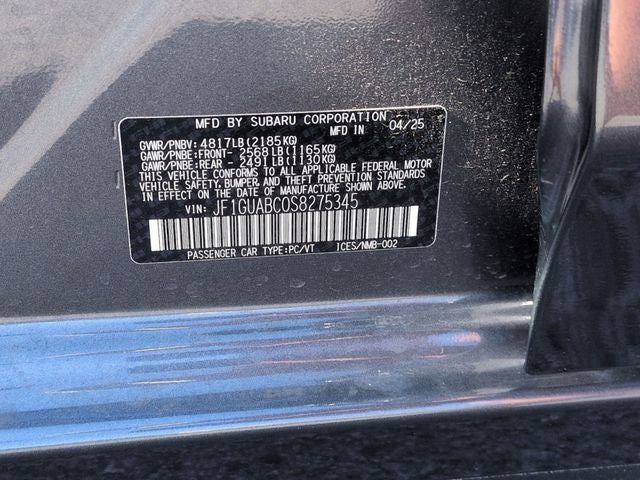 MFD BY SUBARU CORPORATION
MFD IN 04/25
GVWR/PNBV: 4817LB(2185KG)
GAWR/PNBE:FRONT- 2568LB(1165KG)
GAWR/PNBE:REAR - 2491LB(1130KG)
THIS VEHICLE CONFORMS TO ALL APPLICABLE FEDERAL MOTOR
VEHICLE SAFETY, BUMPER, AND THEFT PREVENTION STANDARDS
IN EFFECT ON THE DATE OF MANUFACTURE SHOWN ABOVE.
VIN: JF1GUABC0S8275345
PASSENGER CAR TYPE:PC/VT ICES/NMB-002